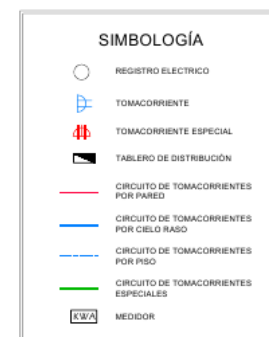 SIMBOLOGÍA
REGISTRO ELECTRICO
TOMACORRIENTE
TOMACORRIENTE ESPECIAL
TABLERO DE DISTRIBUCIÓN
CIRCUITO DE TOMACORRIENTES
POR PARED
CIRCUITO DE TOMACORRIENTES
POR CIELO RASO
CIRCUITO DE TOMACORRIENTES
POR PISO
CIRCUITO DE TOMACORRIENTES
ESPECIALES
KWA MEDIDOR